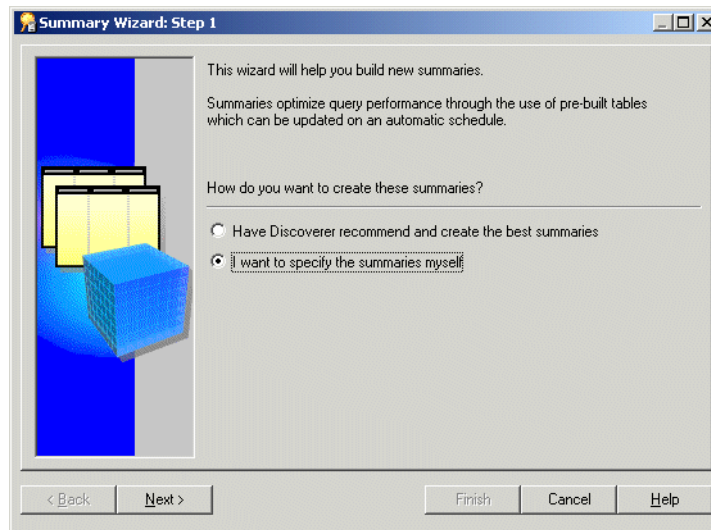 Summary Wizard: Step 1
This wizard will help you build new summaries.
Summaries optimize query performance through the use of pre-built tables
which can be updated on an automatic schedule.
How do you want to create these summaries?
Have Discoverer recommend and create the best summaries
I want to specify the summaries myself
< Back Next > Finish Cancel Help